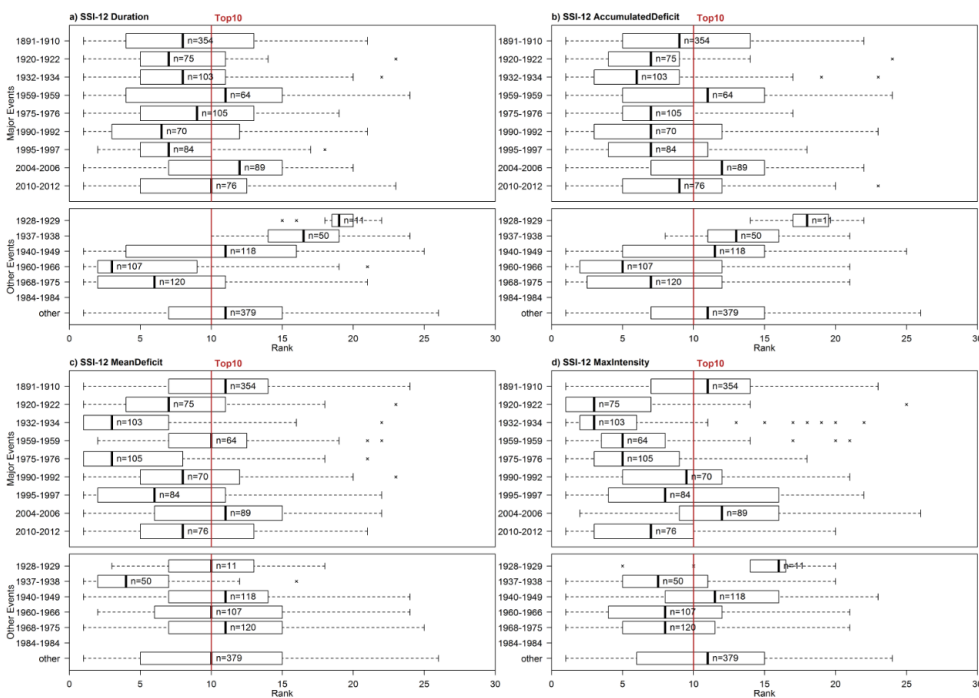 a) SSI-12 Duration
Top10
Major Events
1891-1910
n=354
1920-1922
n=75
1932-1934
n=103
1959-1959
n=64
1975-1976
n=105
1990-1992
n=70
1995-1997
n=84
2004-2006
n=89
2010-2012
n=76
Other Events
1928-1929
n=11
1937-1938
n=50
1940-1949
n=118
1960-1966
n=107
1968-1975
n=120
1984-1984
other
n=379
0 5 10 15 20 25 30
Rank
b) SSI-12 AccumulatedDeficit
Top10
1891-1910
n=354
1920-1922
n=75
1932-1934
n=103
1959-1959
n=64
1975-1976
n=105
1990-1992
n=70
1995-1997
n=84
2004-2006
n=89
2010-2012
n=76
1928-1929
n=11
1937-1938
n=50
1940-1949
n=118
1960-1966
n=107
1968-1975
n=120
1984-1984
other
n=379
0 5 10 15 20 25 30
Rank
c) SSI-12 MeanDeficit
Top10
Major Events
1891-1910
n=354
1920-1922
n=75
1932-1934
n=103
1959-1959
n=64
1975-1976
n=105
1990-1992
n=70
1995-1997
n=84
2004-2006
n=89
2010-2012
n=76
Other Events
1928-1929
n=11
1937-1938
n=50
1940-1949
n=118
1960-1966
n=107
1968-1975
n=120
1984-1984
other
n=379
0 5 10 15 20 25 30
Rank
d) SSI-12 MaxIntensity
Top10
1891-1910
n=354
1920-1922
n=75
1932-1934
n=103
1959-1959
n=64
1975-1976
n=105
1990-1992
n=70
1995-1997
n=84
2004-2006
n=89
2010-2012
n=76
1928-1929
n=11
1937-1938
n=50
1940-1949
n=118
1960-1966
n=107
1968-1975
n=120
1984-1984
other
n=379
0 5 10 15 20 25 30
Rank